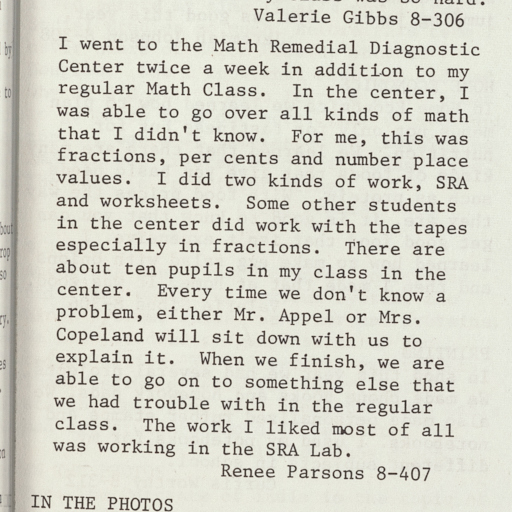 was so hard.
Valerie Gibbs 8-306
I went to the Math Remedial Diagnostic
Center twice a week in addition to my
regular Math Class.  In the center, I
was able to go over all kinds of math
that I didn't know.  For me, this was
fractions, per cents and number place
values.  I did two kinds of work, SRA
and worksheets.  Some other students
in the center did work with the tapes
especially in fractions.  There are
about ten pupils in my class in the
center.  Every time we don't know a
problem, either Mr. Appel or Mrs.
Copeland will sit down with us to
explain it.  When we finish, we are
able to go on to something else that
we had trouble with in the regular
class.  The work I liked most of all
was working in the SRA Lab.
Renee Parsons 8-407
IN THE PHOTOS